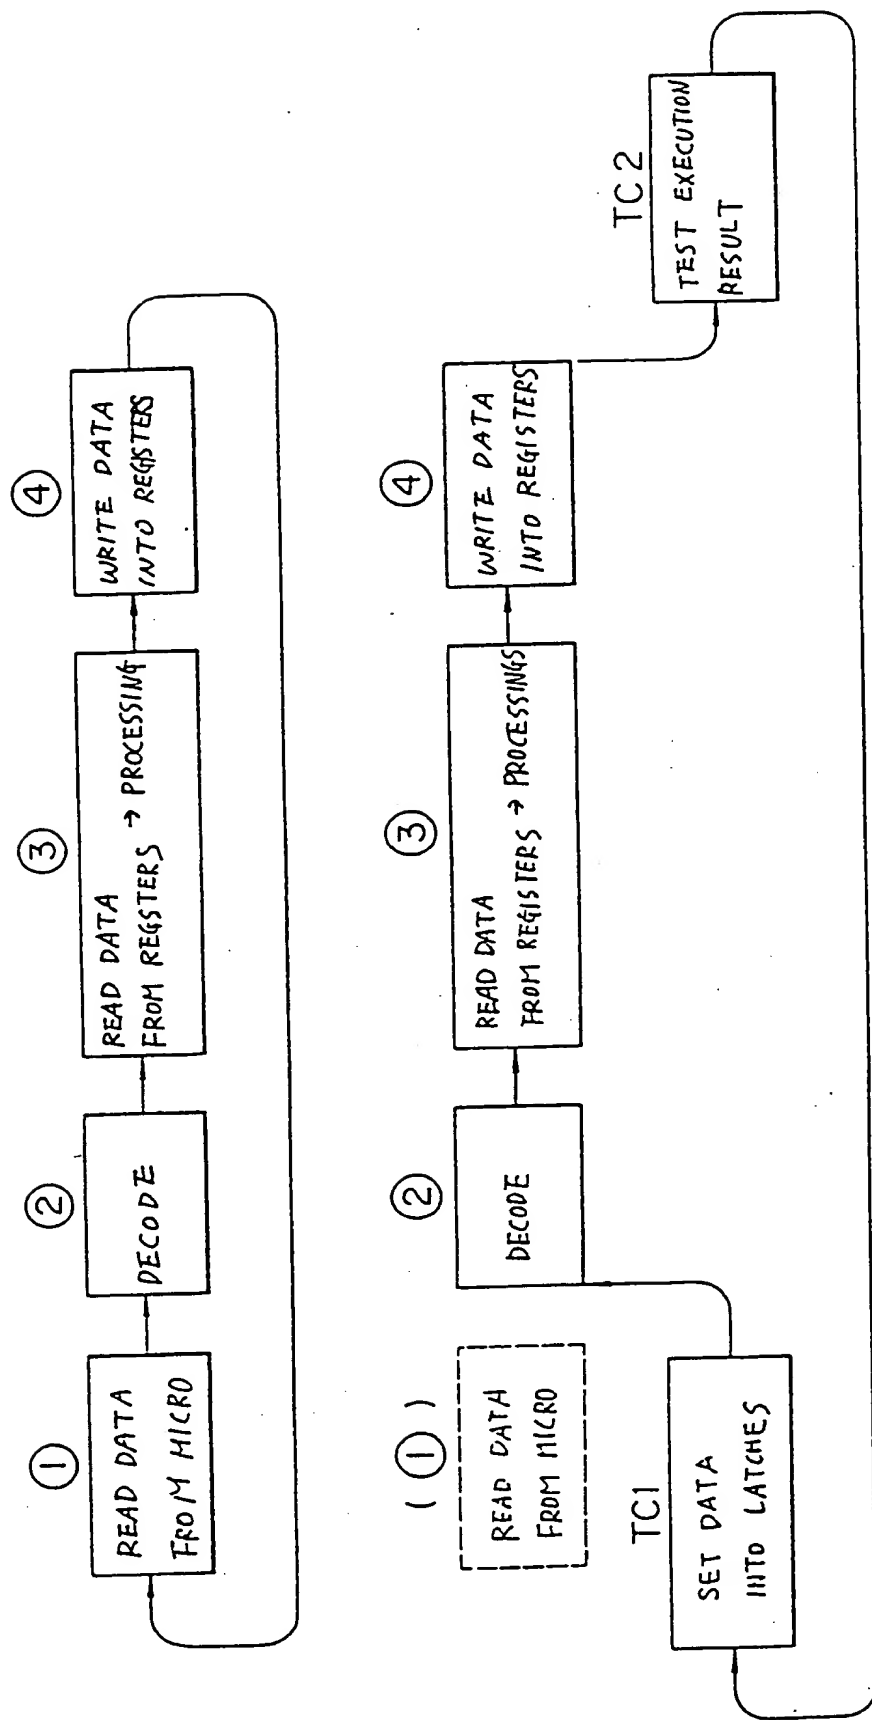 ①
READ DATA
FROM MICRO
②
DECODE
③
READ DATA
FROM REGSTERS → PROCESSING
④
WRITE DATA
INTO REGISTERS
( ① )
READ DATA
FROM MICRO
TC1
SET DATA
INTO LATCHES
②
DECODE
③
READ DATA
FROM REGISTERS → PROCESSINGS
④
WRITE DATA
INTO REGISTERS
TC2
TEST EXECUTION
RESULT